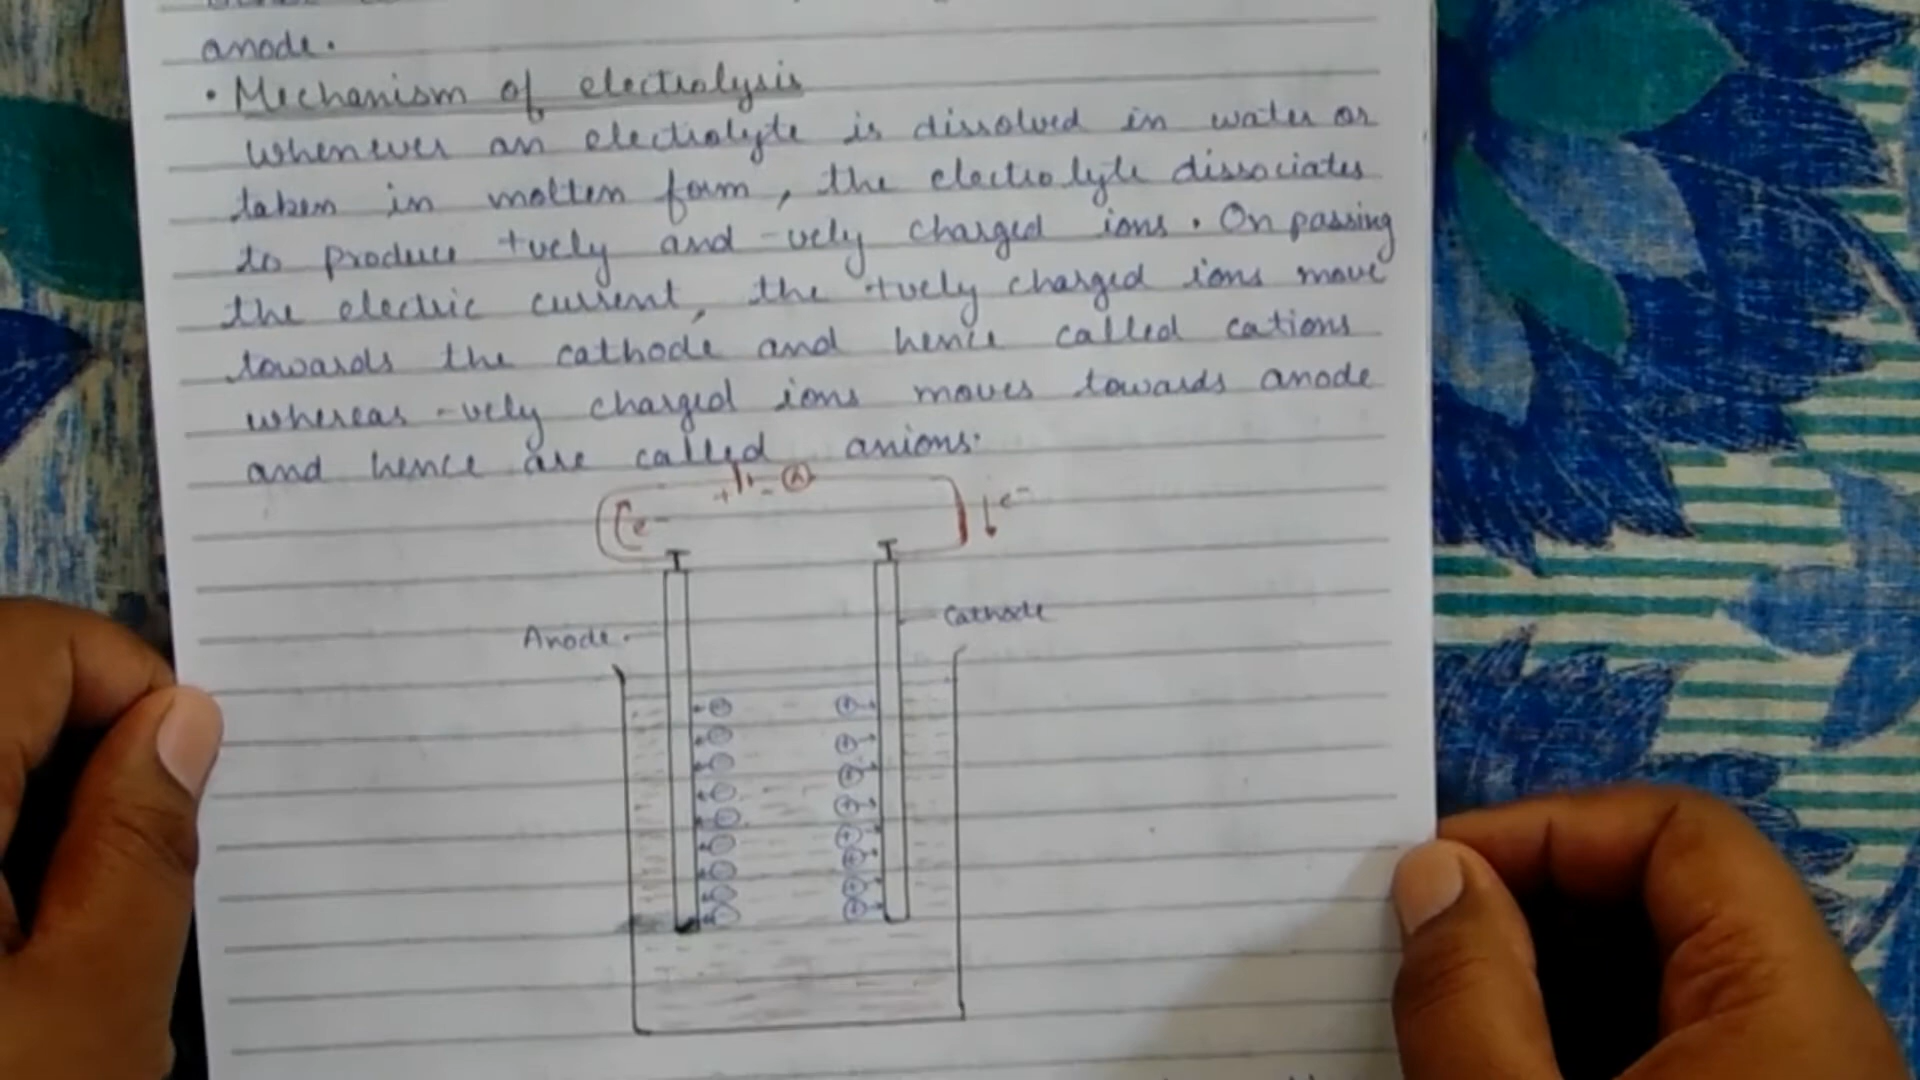 anode.
• Mechanism of electrolysis
Whenever an electrolyte is dissolved in water or
taken in molten form, the electrolyte dissociates
to produce +vely and -vely charged ions. On passing
the electric current, the +vely charged ions move
towards the cathode and hence called cations
whereas -vely charged ions moves towards anode
and hence are called anions.
+ - A
e-
e-
Cathode
Anode.